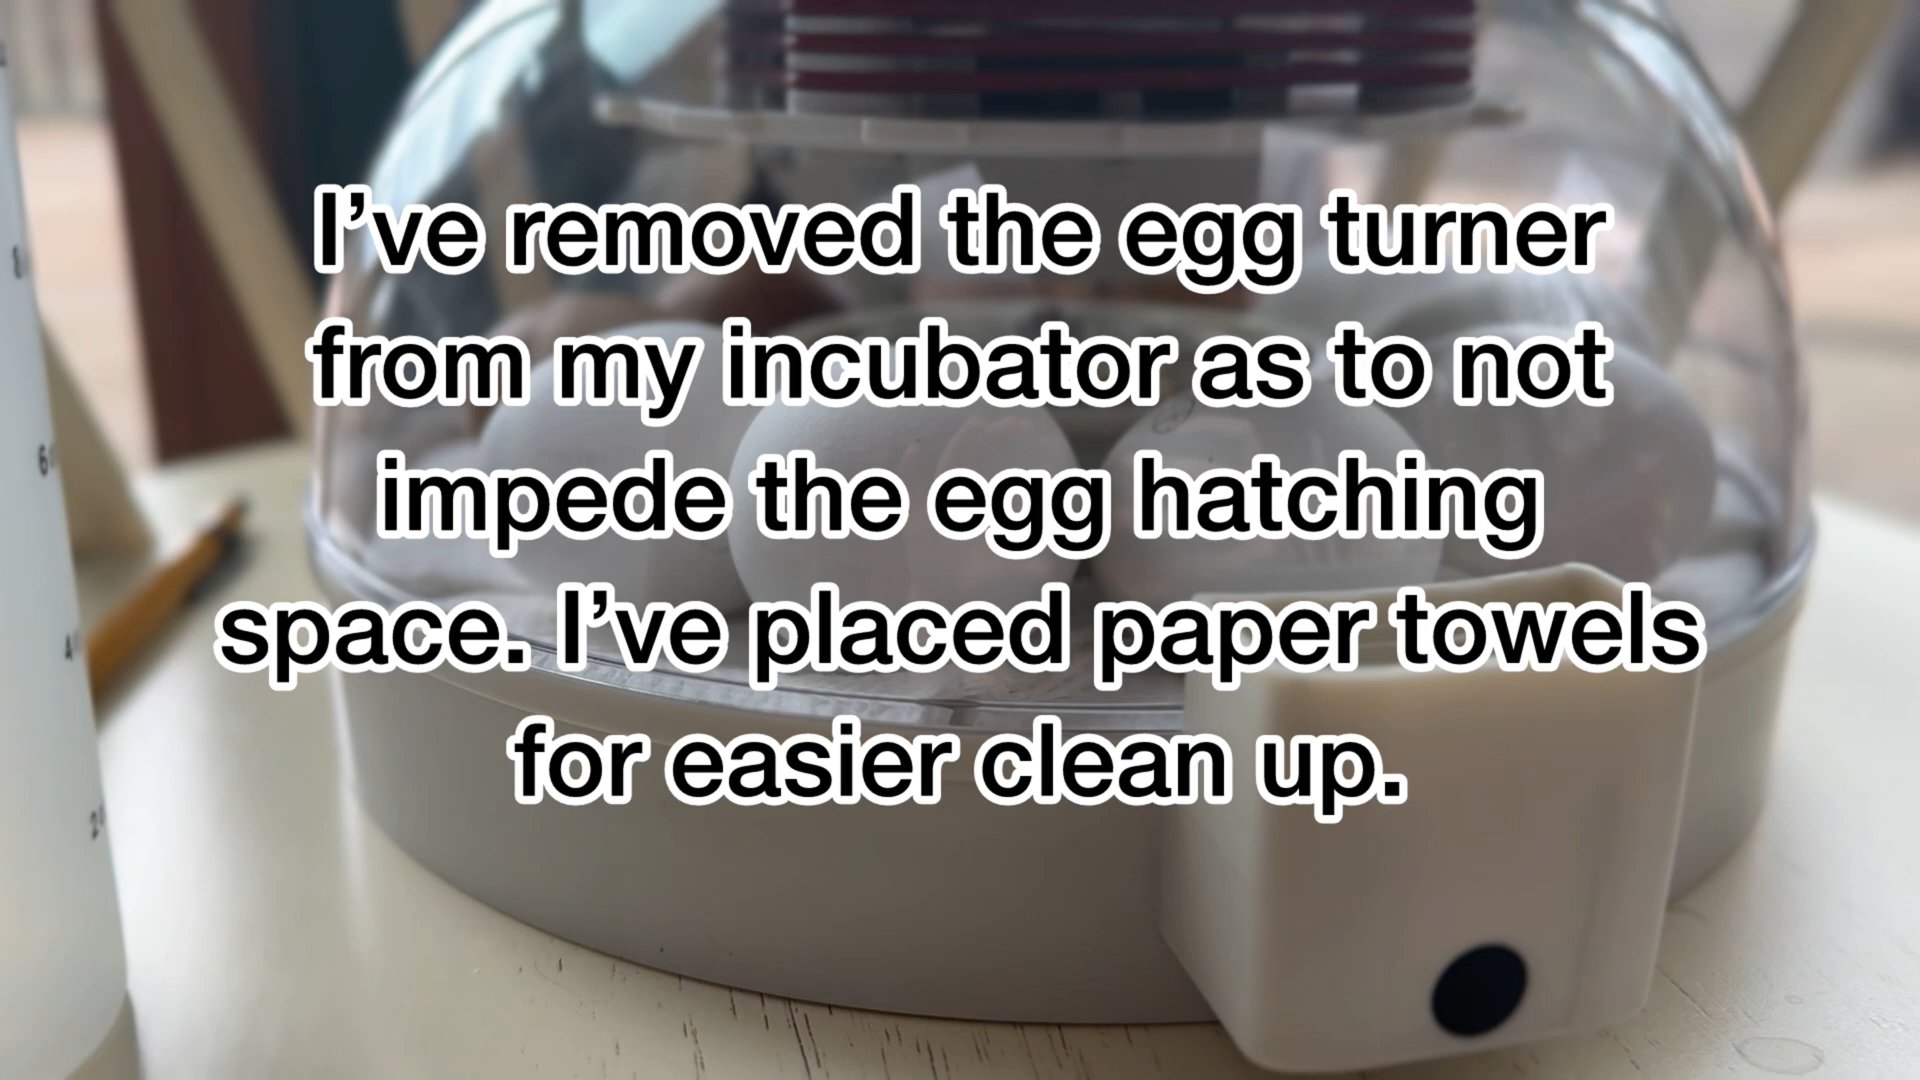 I’ve removed the egg turner
from my incubator as to not
impede the egg hatching
space. I’ve placed paper towels
for easier clean up.